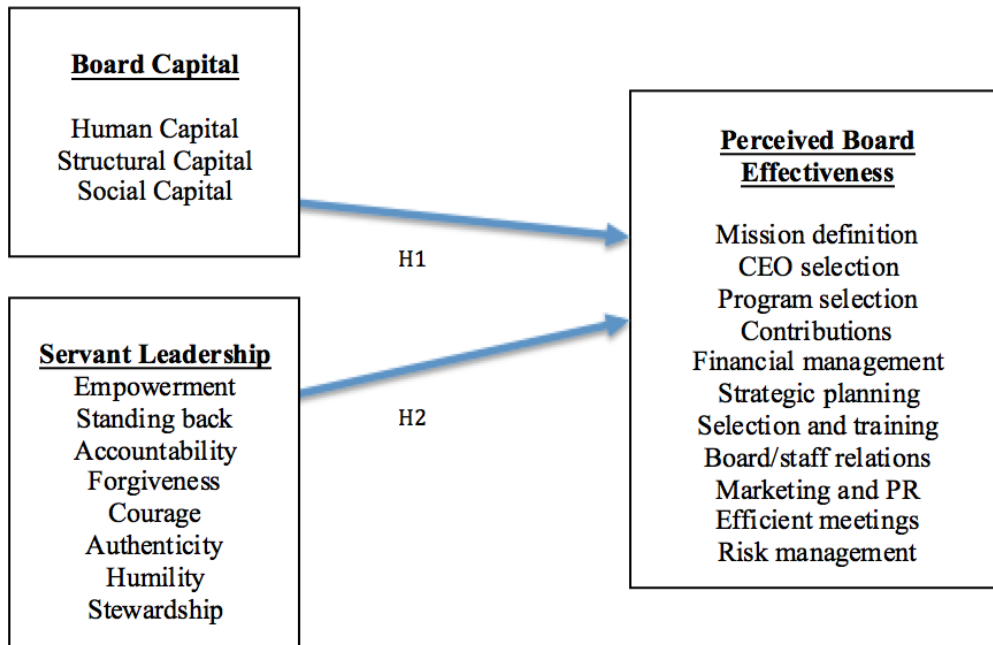 Board Capital
Human Capital
Structural Capital
Social Capital
H1
Servant Leadership
Empowerment
Standing back
Accountability
Forgiveness
Courage
Authenticity
Humility
Stewardship
H2
Perceived Board
Effectiveness
Mission definition
CEO selection
Program selection
Contributions
Financial management
Strategic planning
Selection and training
Board/staff relations
Marketing and PR
Efficient meetings
Risk management